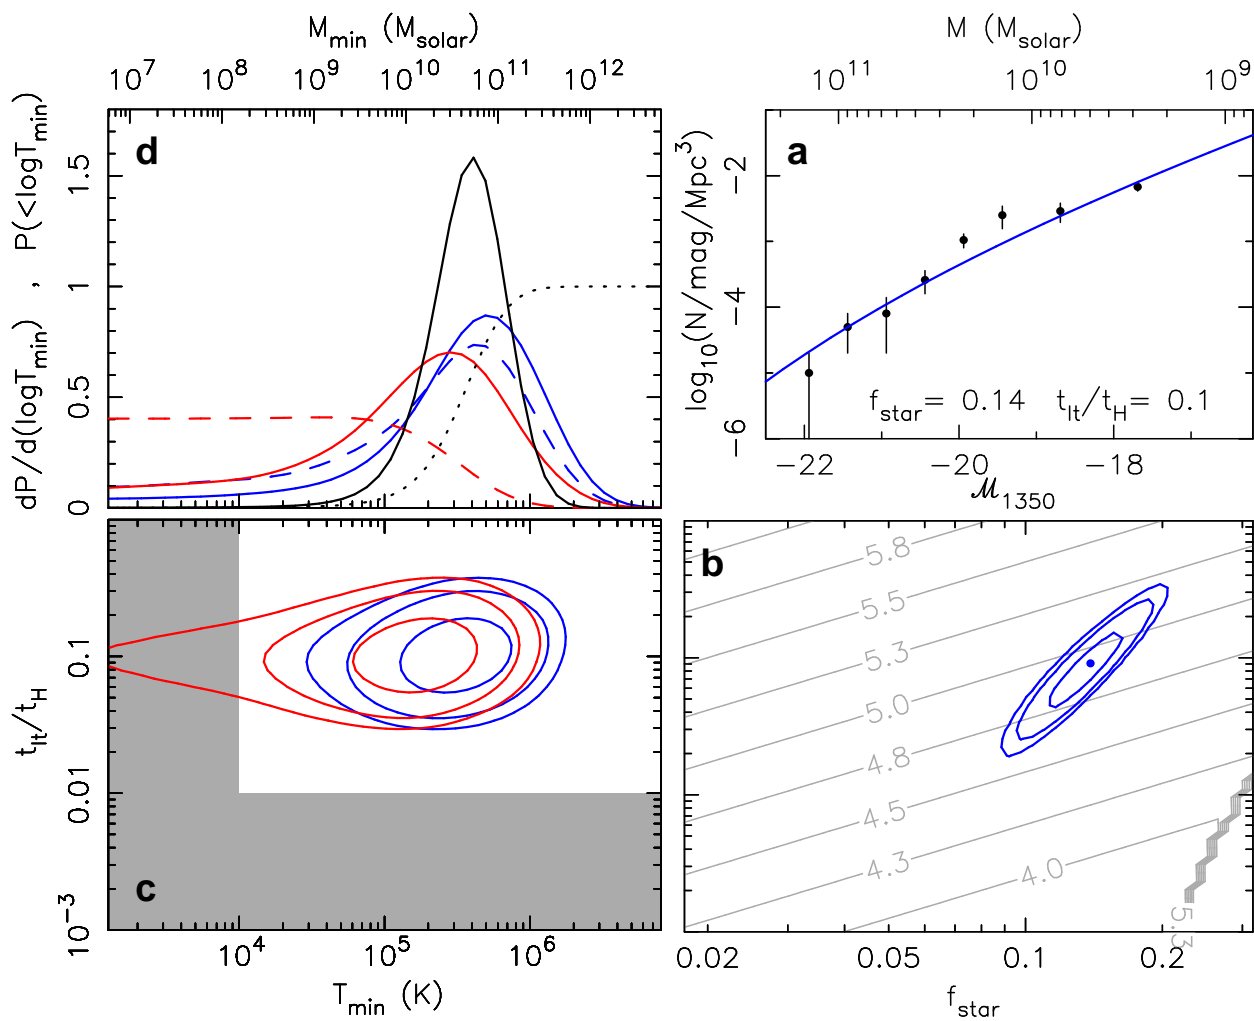 M_min (M_solar)
10^7 10^8 10^9 10^10 10^11 10^12
d
dP/d(logT_min) , P(<logT_min)
0 0.5 1 1.5
M (M_solar)
10^11 10^10 10^9
a
log_10(N/mag/Mpc^3)
−2
−4
−6
f_star= 0.14 t_lt/t_H= 0.1
−22 −20 −18
ℳ_1350
c
t_lt/t_H
0.1
0.01
10^−3
10^4 10^5 10^6
T_min (K)
b
5.8
5.5
5.3
5.0
4.8
4.5
4.3
4.0
5.3
0.02 0.05 0.1 0.2
f_star